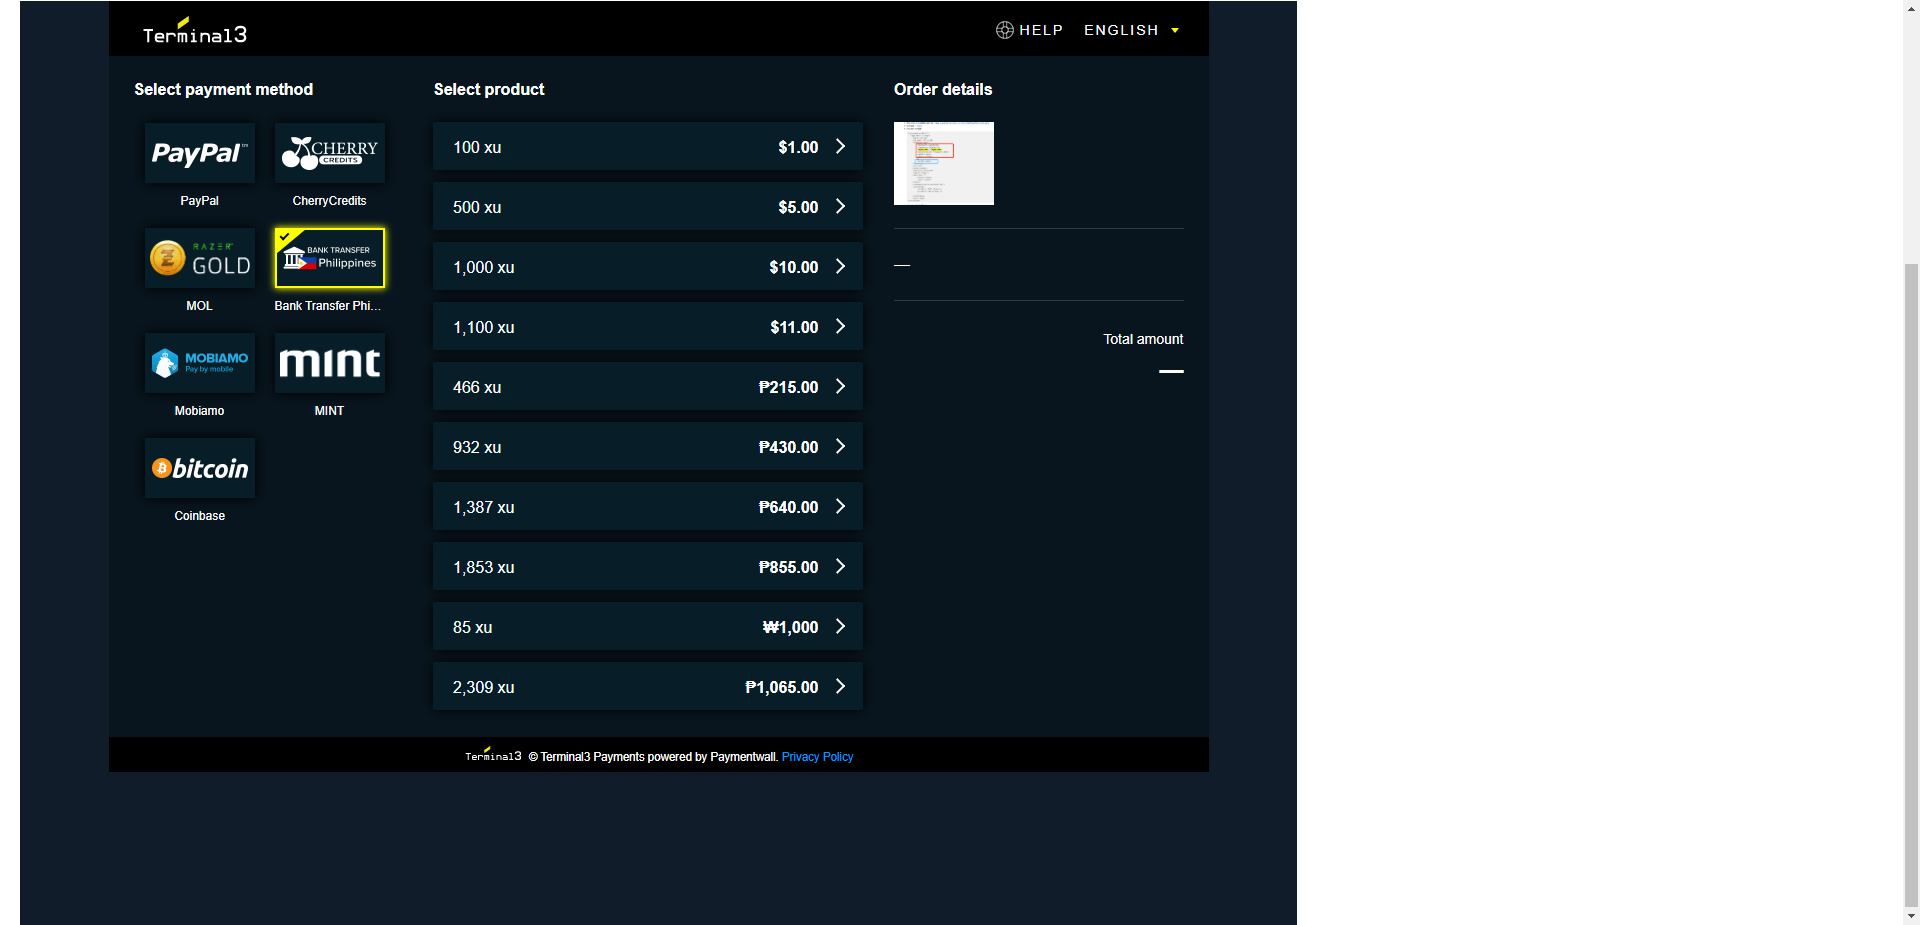 Terminal3
HELP
ENGLISH
Select payment method
PayPal™
PayPal
CHERRY
CREDITS
CherryCredits
RAZER
GOLD
MOL
BANK TRANSFER
Philippines
Bank Transfer Phi...
MOBIAMO
Pay by mobile
Mobiamo
mint
MINT
bitcoin
Coinbase
Select product
100 xu $1.00
500 xu $5.00
1,000 xu $10.00
1,100 xu $11.00
466 xu ₱215.00
932 xu ₱430.00
1,387 xu ₱640.00
1,853 xu ₱855.00
85 xu ₩1,000
2,309 xu ₱1,065.00
Order details
—
Total amount
—
Terminal3 © Terminal3 Payments powered by Paymentwall. Privacy Policy